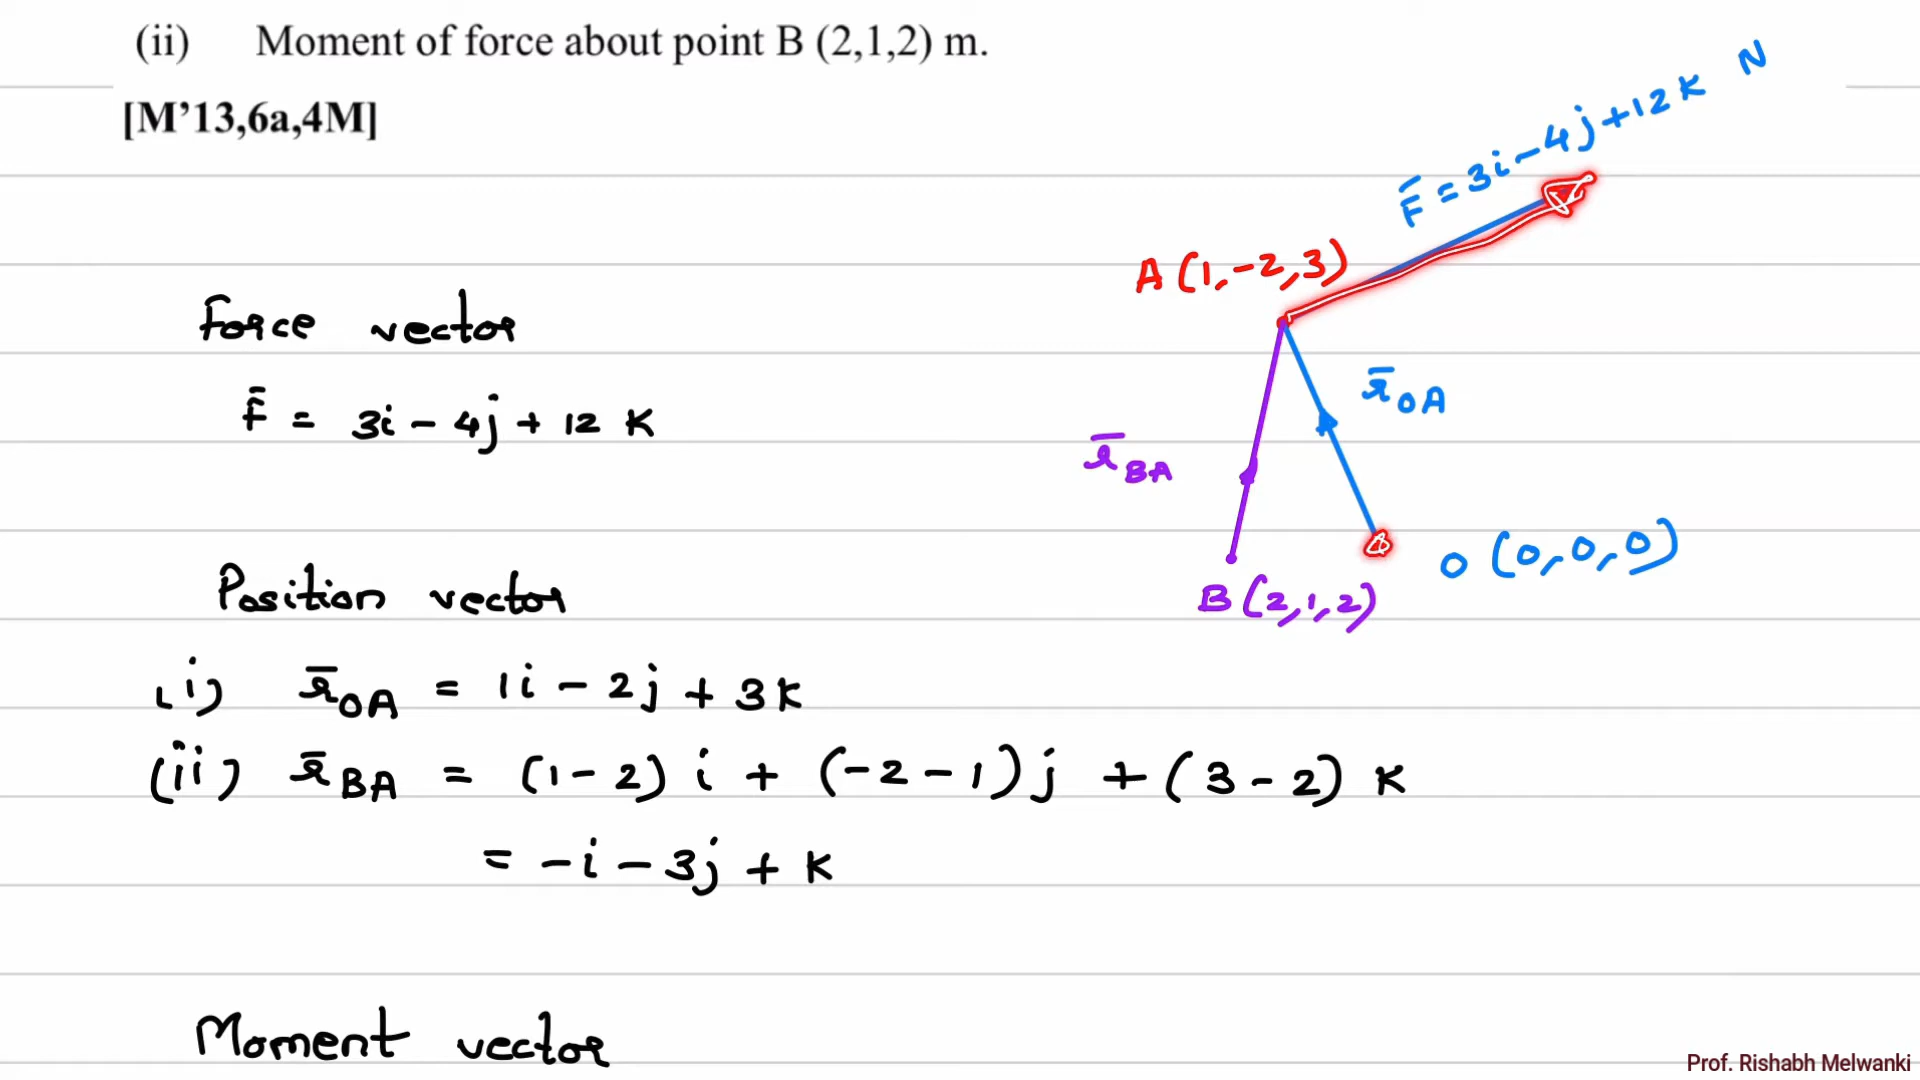 (ii) Moment of force about point B (2,1,2) m.
[M’13,6a,4M]
F̄ = 3i - 4j + 12K N
A (1,-2,3)
Force vector
F̄ = 3i - 4j + 12 K
r̄OA
r̄BA
O (0,0,0)
B (2,1,2)
Position vector
(i) r̄OA = 1i - 2j + 3K
(ii) r̄BA = (1-2) i + (-2-1)j + (3-2) K
= -i - 3j + K
Moment vector
Prof. Rishabh Melwanki